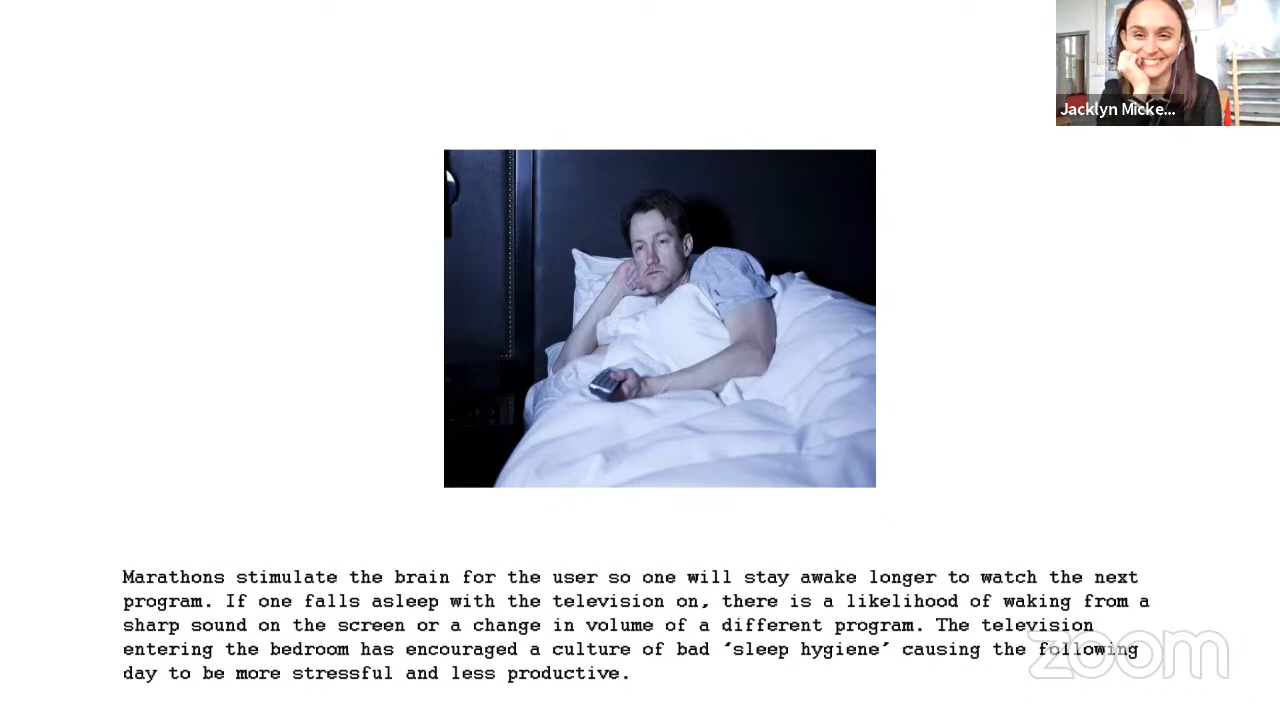 Jacklyn Micke...
Marathons stimulate the brain for the user so one will stay awake longer to watch the next
program. If one falls asleep with the television on, there is a likelihood of waking from a
sharp sound on the screen or a change in volume of a different program. The television
entering the bedroom has encouraged a culture of bad ‘sleep hygiene’ causing the following
day to be more stressful and less productive.
zoom